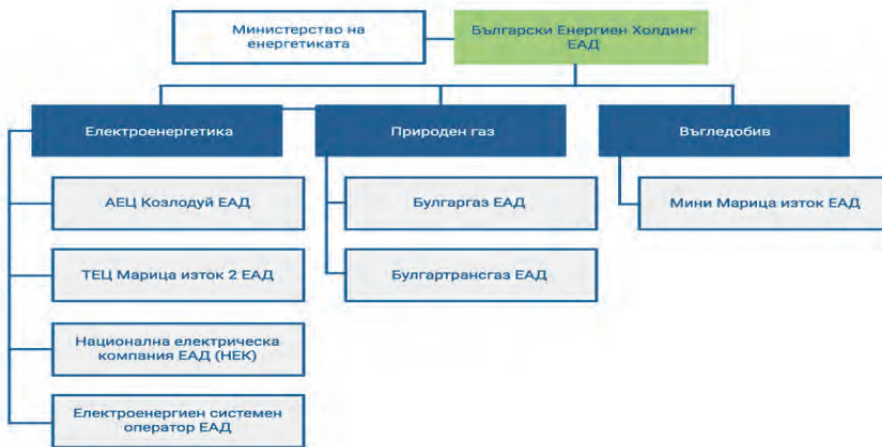 Министерство на
енергетиката
Български Енергиен Холдинг
ЕАД
Електроенергетика
Природен газ
Въгледобив
АЕЦ Козлодуй ЕАД
Булгаргаз ЕАД
Мини Марица изток ЕАД
ТЕЦ Марица изток 2 ЕАД
Булгартрансгаз ЕАД
Национална електрическа
компания ЕАД (НЕК)
Електроенергиен системен
оператор ЕАД